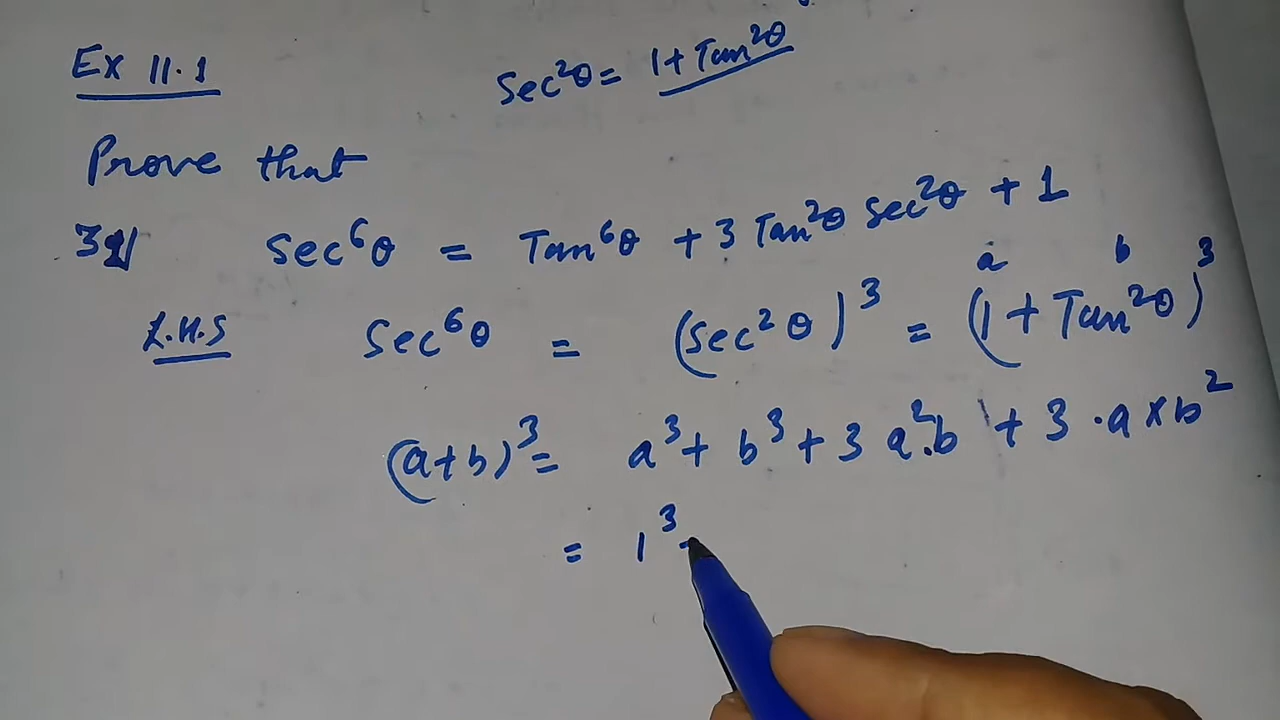 Ex 11.1
Sec²θ = 1 + Tan²θ
Prove that
Sec⁶θ = Tan⁶θ + 3 Tan²θ Sec²θ + 1
L.H.S Sec⁶θ = (Sec²θ)³ = (1 + Tan²θ)³
a b
(a+b)³ = a³ + b³ + 3 a².b + 3 . a × b²
= 1³